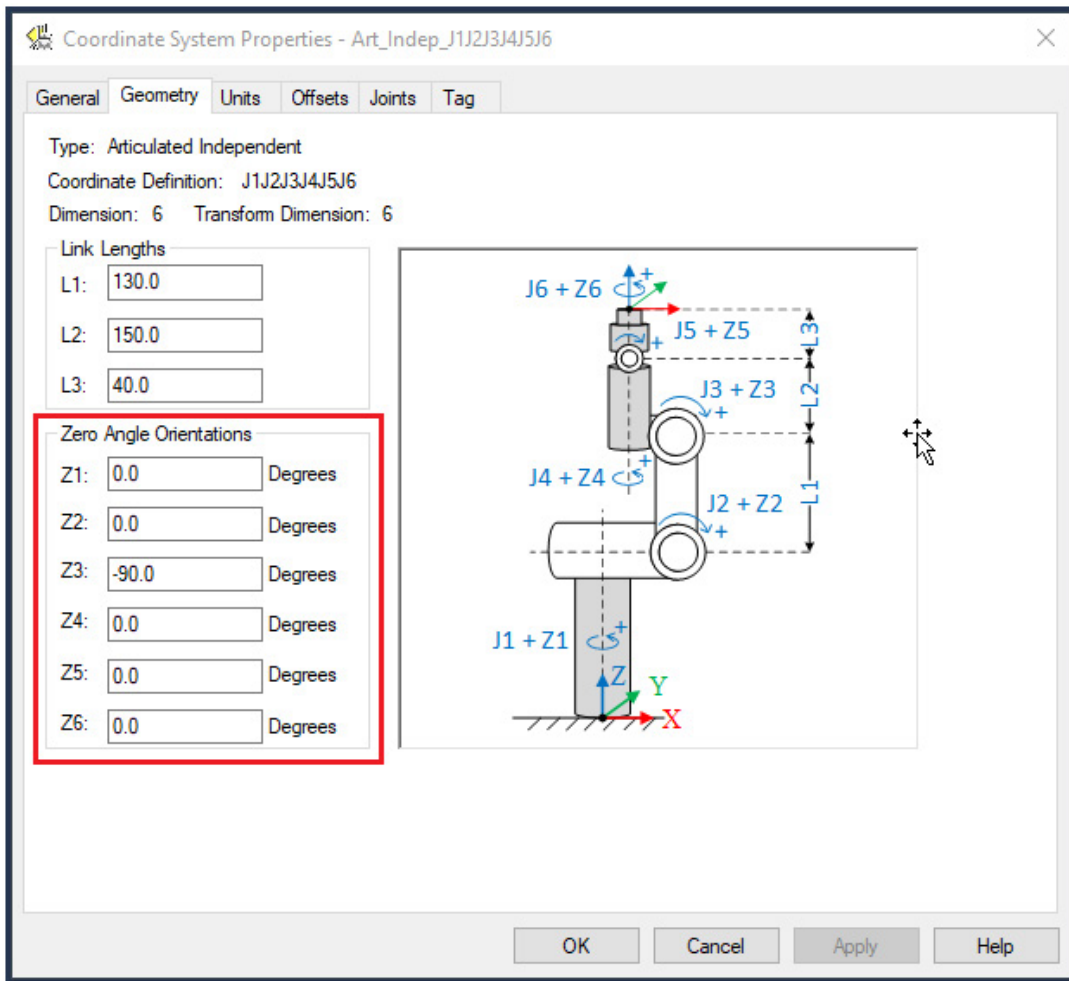 Coordinate System Properties - Art_Indep_J1J2J3J4J5J6
General Geometry Units Offsets Joints Tag
Type: Articulated Independent
Coordinate Definition: J1J2J3J4J5J6
Dimension: 6 Transform Dimension: 6
Link Lengths
L1: 130.0
L2: 150.0
L3: 40.0
Zero Angle Orientations
Z1: 0.0 Degrees
Z2: 0.0 Degrees
Z3: -90.0 Degrees
Z4: 0.0 Degrees
Z5: 0.0 Degrees
Z6: 0.0 Degrees
J6 + Z6 +
J5 + Z5 +
L3
J3 + Z3 +
L2
J4 + Z4 +
L1
J2 + Z2 +
J1 + Z1 +
Z
Y
X
OK Cancel Apply Help